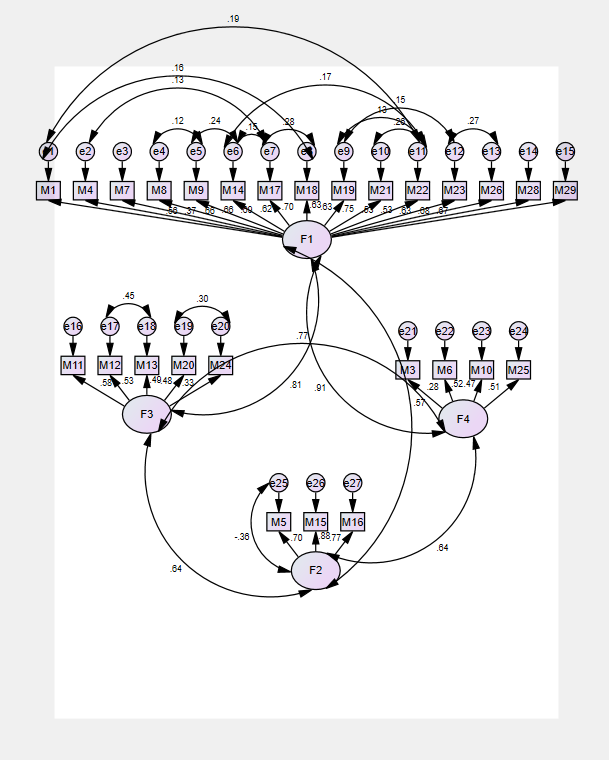 .19
.16
.13
.17
.15
.13
.12
.24
.15
.28
.26
.27
e2 e3 e4 e5 e6 e7 e9 e10 e11 e12 e13 e14 e15
M1 M4 M7 M8 M9 M14 M17 M18 M19 M21 M22 M23 M26 M28 M29
.66 .37 .66 .66 .69 .62 .70 .63 .63 .75 .53 .53 .63 .68 .67
F1
.45 .30
e16 e17 e18 e19 e20
e21 e22 e23 e24
.77
M11 M12 M13 M20 M24
M3 M6 M10 M25
.58 .53 .49 .48 .33
.81 .91
.57 .28 .52 .47 .51
F3
F4
e25 e26 e27
M5 M15 M16
-.36 .70 .88 .77
.64 .64
F2